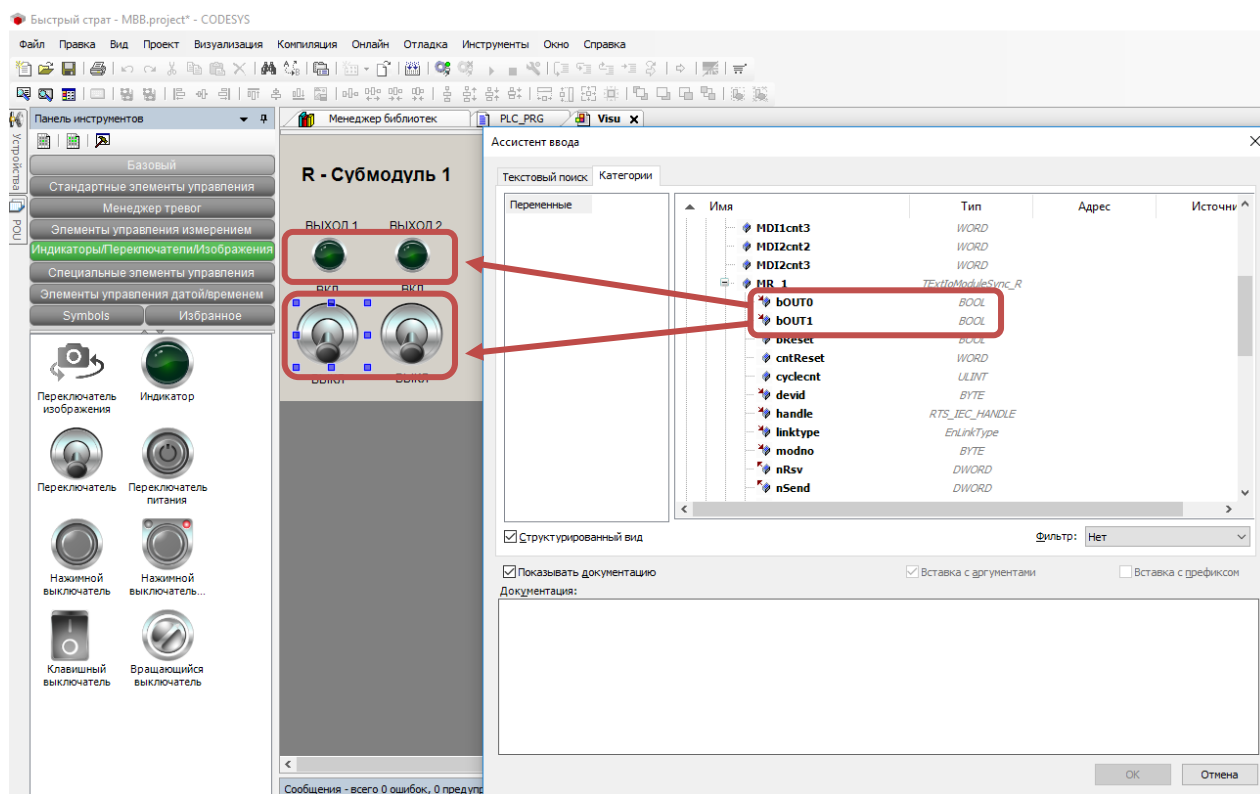 Быстрый страт - MBB.project* - CODESYS
Файл Правка Вид Проект Визуализация Компиляция Онлайн Отладка Инструменты Окно Справка
Панель инструментов
Менеджер библиотек
PLC_PRG
Visu
Устройства
POU
Базовый
Стандартные элементы управления
Менеджер тревог
Элементы управления измерением
Индикаторы/Переключатели/Изображения
Специальные элементы управления
Элементы управления датой/временем
Symbols Избранное
Переключатель
изображения
Индикатор
Переключатель
Переключатель
питания
Нажимной
выключатель
Нажимной
выключатель...
Клавишный
выключатель
Вращающийся
выключатель
R - Субмодуль 1
ВЫХОД 1 ВЫХОД 2
ВКЛ ВКЛ
ВЫКЛ ВЫКЛ
Сообщения - всего 0 ошибок, 0 предупр
Ассистент ввода
Текстовый поиск Категории
Переменные
Имя Тип Адрес Источни
MDI1cnt3 WORD
MDI2cnt2 WORD
MDI2cnt3 WORD
MR_1 TExtIoModuleSync_R
bOUT0 BOOL
bOUT1 BOOL
bReset BOOL
cntReset WORD
cyclecnt ULINT
devid BYTE
handle RTS_IEC_HANDLE
linktype EnLinkType
modno BYTE
nRsv DWORD
nSend DWORD
Структурированный вид
Фильтр: Нет
Показывать документацию
Вставка с аргументами
Вставка с префиксом
Документация:
OK Отмена